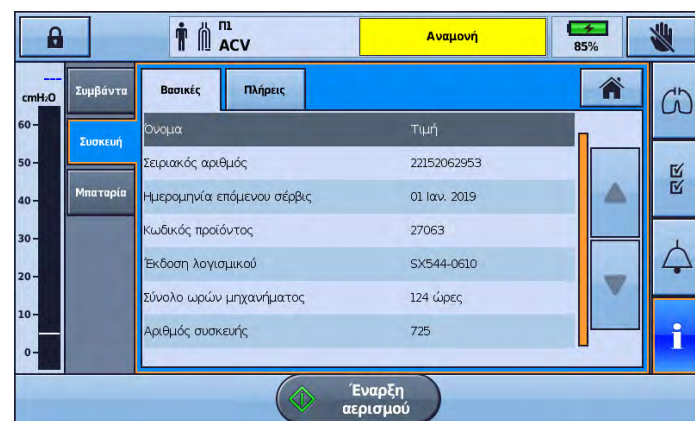 Π1
ACV
Αναμονή
85%
---
cmH₂O
60
50
40
30
20
10
0
Συμβάντα
Συσκευή
Μπαταρία
Βασικές
Πλήρεις
Όνομα Τιμή
Σειριακός αριθμός 22152062953
Ημερομηνία επόμενου σέρβις 01 Ιαν. 2019
Κωδικός προϊόντος 27063
Έκδοση λογισμικού SX544-0610
Σύνολο ωρών μηχανήματος 124 ώρες
Αριθμός συσκευής 725
i
Έναρξη
αερισμού